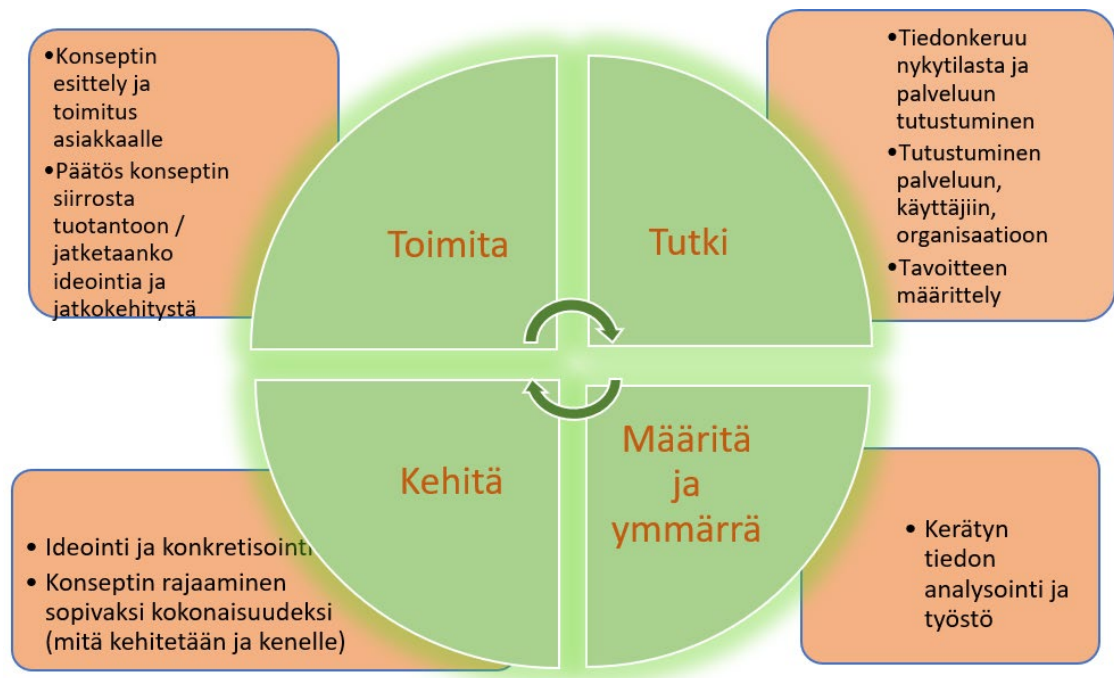 •Konseptin
esittely ja
toimitus
asiakkaalle
•Päätös konseptin
siirrosta
tuotantoon /
jatketaanko
ideointia ja
jatkokehitystä
Toimita
Tutki
•Tiedonkeruu
nykytilasta ja
palveluun
tutustuminen
•Tutustuminen
palveluun,
käyttäjiin,
organisaatioon
•Tavoitteen
määrittely
• Ideointi ja konkretisointi
• Konseptin rajaaminen
sopivaksi kokonaisuudeksi
(mitä kehitetään ja kenelle)
Kehitä
Määritä
ja
ymmärrä
• Kerätyn
tiedon
analysointi ja
työstö